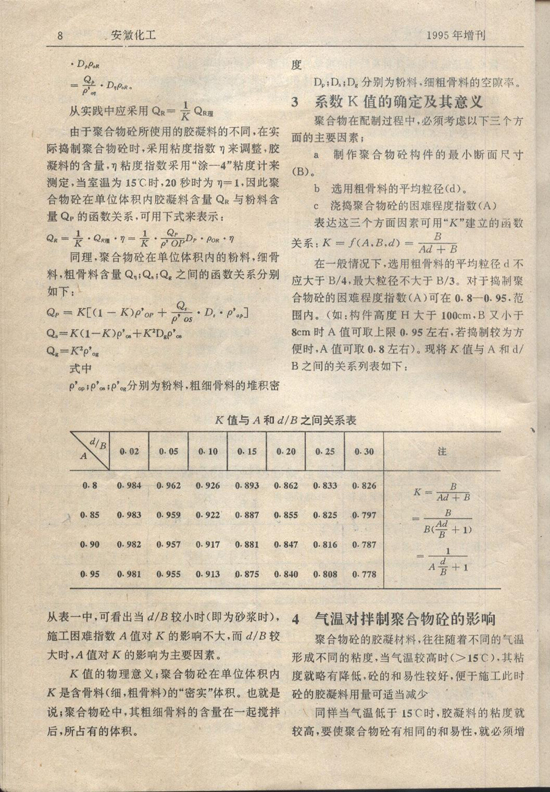 8 安徽化工 1995年增刊
· DₚρₒR
= Qₚ/ρ'ₒₜ · DηρₒR。
从实践中应采用 Q_R = 1/K Q_R理
由于聚合物砼所使用的胶凝料的不同,在实
际捣制聚合物砼时,采用粘度指数η来调整,胶
凝料的含量,η粘度指数采用“涂—4”粘度计来
测定,当室温为15℃时,20秒时为η=1,因此聚
合物砼在单位体积内胶凝料含量Q_R与粉料含
量Q_P的函数关系,可用下式来表示:
Q_R = 1/K · Q_R理 · η = 1/K · Q_P/ρ'OP D_P · ρ_OR · η
同理,聚合物砼在单位体积内的粉料,细骨
料,粗骨料含量Q_η;Q_s;Q_g之间的函数关系分别
如下:
Q_P = K[(1 - K)ρ'_OP + Q_s/ρ'os · D_s · ρ'_op]
Q_s=K(1—K)ρ'_os+K²D_gρ'_os
Q_g=K²ρ'_og
式中
ρ'_op;ρ'_os;ρ'_og分别为粉料,粗细骨料的堆积密
度
D_p;D_s;D_g分别为粉料,细粗骨料的空隙率。
3 系数K值的确定及其意义
聚合物在配制过程中,必须考虑以下三个方
面的主要因素:
a 制作聚合物砼构件的最小断面尺寸
(B)。
b 选用粗骨料的平均粒径(d)。
c 浇捣聚合物砼的困难程度指数(A)
表达这三个方面因素可用“K”建立的函数
关系:K = f(A.B.d) = B/(Ad + B)
在一般情况下,选用粗骨料的平均粒径d不
应大于B/4,最大粒径不大于B/3。对于捣制聚
合物砼的困难程度指数(A)可在0.8—0.95,范
围内。(如:构件高度H大于100cm,B又小于
8cm时A值可取上限0.95左右,若捣制较为方
便时,A值可取0.8左右)。现将K值与A和d/
B之间的关系列表如下:
K值与A和d/B之间关系表
A d/B 0.02 0.05 0.10 0.15 0.20 0.25 0.30 注
0.8 0.984 0.962 0.926 0.893 0.862 0.833 0.826 K = B/(Ad + B)
0.85 0.983 0.959 0.922 0.887 0.855 0.825 0.797 = B/(B(Ad/B + 1))
0.90 0.982 0.957 0.917 0.881 0.847 0.816 0.787
0.95 0.981 0.955 0.913 0.875 0.840 0.808 0.778 = 1/(A d/B + 1)
从表一中,可看出当d/B较小时(即为砂浆时),
施工困难指数A值对K的影响不大,而d/B较
大时,A值对K的影响为主要因素。
K值的物理意义;聚合物砼在单位体积内
K是含骨料(细,粗骨料)的“密实”体积。也就是
说;聚合物砼中,其粗细骨料的含量在一起搅拌
后,所占有的体积。
4 气温对拌制聚合物砼的影响
聚合物砼的胶凝材料,往往随着不同的气温
形成不同的粘度,当气温较高时(>15℃),其粘
度就略有降低,砼的和易性较好,便于施工此时
砼的胶凝料用量可适当减少
同样当气温低于15℃时,胶凝料的粘度就
较高,要使聚合物砼有相同的和易性,就必须增